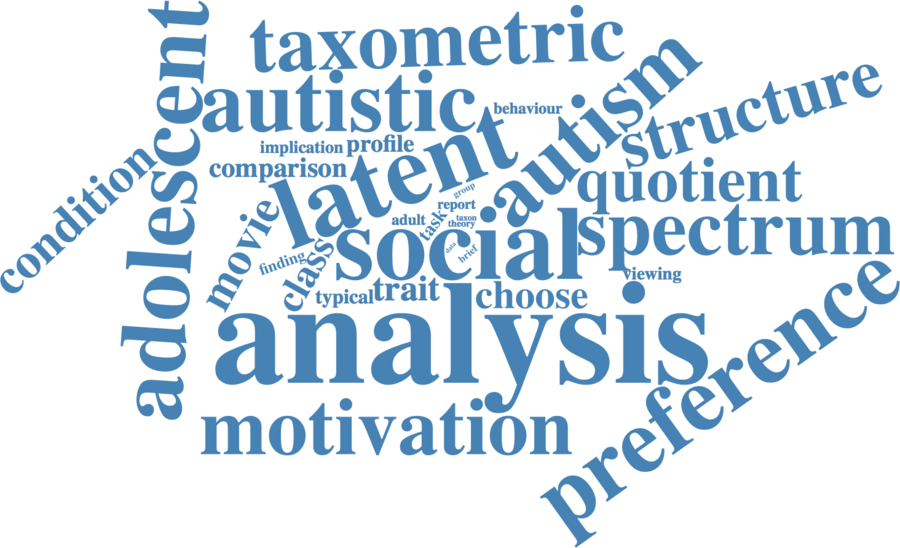 taxometric
adolescent
autistic
autism
structure
behaviour
implication
profile
comparison
latent
condition
quotient
group
report
adult
task
taxon
theory
movie
social
spectrum
data
brief
finding
class
viewing
typical
trait
choose
analysis
preference
motivation